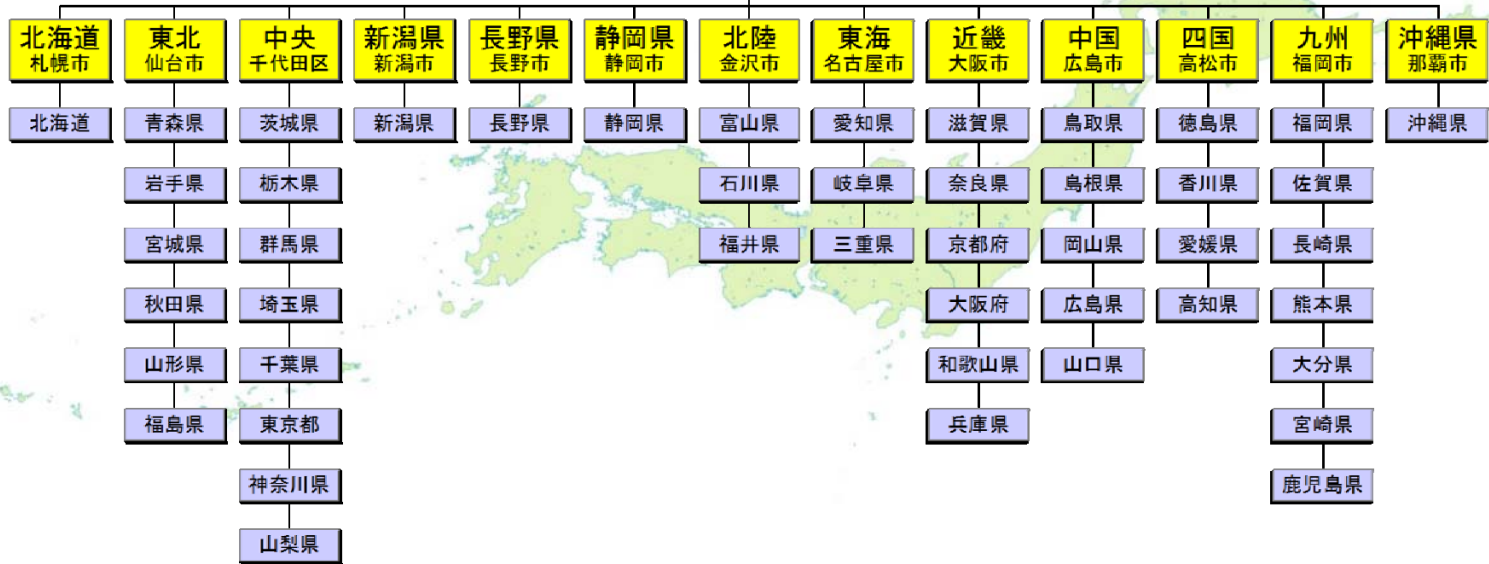 北海道
札幌市
東北
仙台市
中央
千代田区
新潟県
新潟市
長野県
長野市
静岡県
静岡市
北陸
金沢市
東海
名古屋市
近畿
大阪市
中国
広島市
四国
高松市
九州
福岡市
沖縄県
那覇市
北海道
青森県
茨城県
新潟県
長野県
静岡県
富山県
愛知県
滋賀県
鳥取県
徳島県
福岡県
沖縄県
岩手県
栃木県
石川県
岐阜県
奈良県
島根県
香川県
佐賀県
宮城県
群馬県
福井県
三重県
京都府
岡山県
愛媛県
長崎県
秋田県
埼玉県
大阪府
広島県
高知県
熊本県
山形県
千葉県
和歌山県
山口県
大分県
福島県
東京都
兵庫県
宮崎県
神奈川県
鹿児島県
山梨県